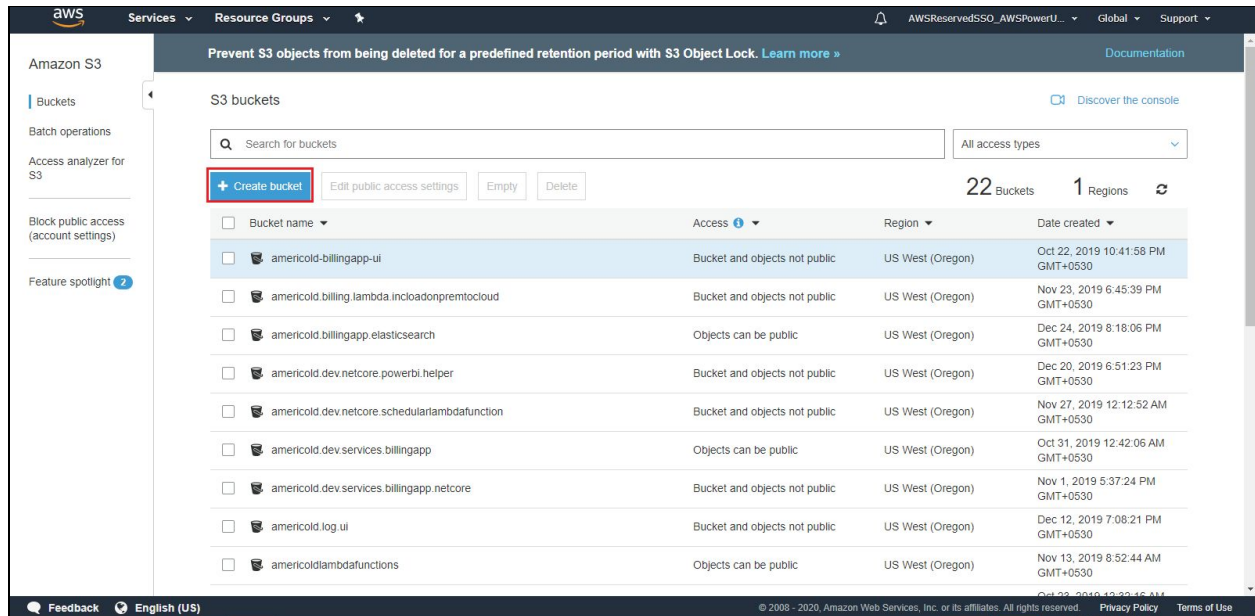 aws Services Resource Groups AWSReservedSSO_AWSPowerU... Global Support
Amazon S3
Buckets
Batch operations
Access analyzer for
S3
Block public access
(account settings)
Feature spotlight 2
Prevent S3 objects from being deleted for a predefined retention period with S3 Object Lock. Learn more » Documentation
S3 buckets Discover the console
Search for buckets All access types
+ Create bucket Edit public access settings Empty Delete 22 Buckets 1 Regions
Bucket name Access Region Date created
americold-billingapp-ui Bucket and objects not public US West (Oregon) Oct 22, 2019 10:41:58 PM
GMT+0530
americold.billing.lambda.incloadonpremtocloud Bucket and objects not public US West (Oregon) Nov 23, 2019 6:45:39 PM
GMT+0530
americold.billingapp.elasticsearch Objects can be public US West (Oregon) Dec 24, 2019 8:18:06 PM
GMT+0530
americold.dev.netcore.powerbi.helper Bucket and objects not public US West (Oregon) Dec 20, 2019 6:51:23 PM
GMT+0530
americold.dev.netcore.schedularlambdafunction Bucket and objects not public US West (Oregon) Nov 27, 2019 12:12:52 AM
GMT+0530
americold.dev.services.billingapp Objects can be public US West (Oregon) Oct 31, 2019 12:42:06 AM
GMT+0530
americold.dev.services.billingapp.netcore Bucket and objects not public US West (Oregon) Nov 1, 2019 5:37:24 PM
GMT+0530
americold.log.ui Bucket and objects not public US West (Oregon) Dec 12, 2019 7:08:21 PM
GMT+0530
americoldlambdafunctions Objects can be public US West (Oregon) Nov 13, 2019 8:52:44 AM
GMT+0530
Oct 23, 2019 12:32:16 AM
Feedback English (US) © 2008 - 2020, Amazon Web Services, Inc. or its affiliates. All rights reserved. Privacy Policy Terms of Use